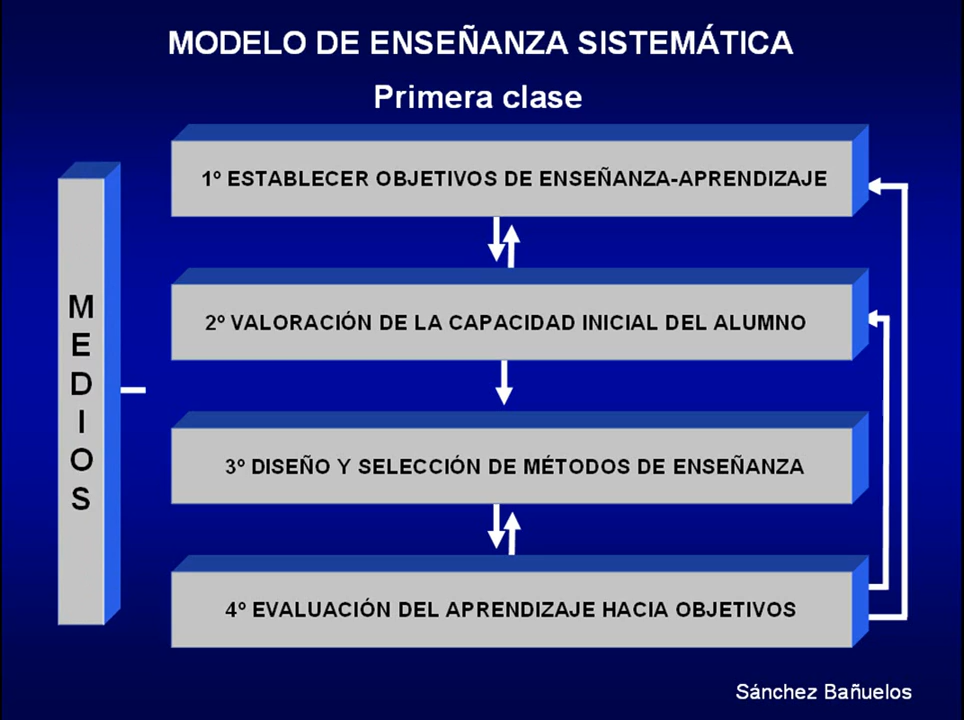 MODELO DE ENSEÑANZA SISTEMÁTICA
Primera clase
1º ESTABLECER OBJETIVOS DE ENSEÑANZA-APRENDIZAJE
2º VALORACIÓN DE LA CAPACIDAD INICIAL DEL ALUMNO
MEDIOS
3º DISEÑO Y SELECCIÓN DE MÉTODOS DE ENSEÑANZA
4º EVALUACIÓN DEL APRENDIZAJE HACIA OBJETIVOS
Sánchez Bañuelos